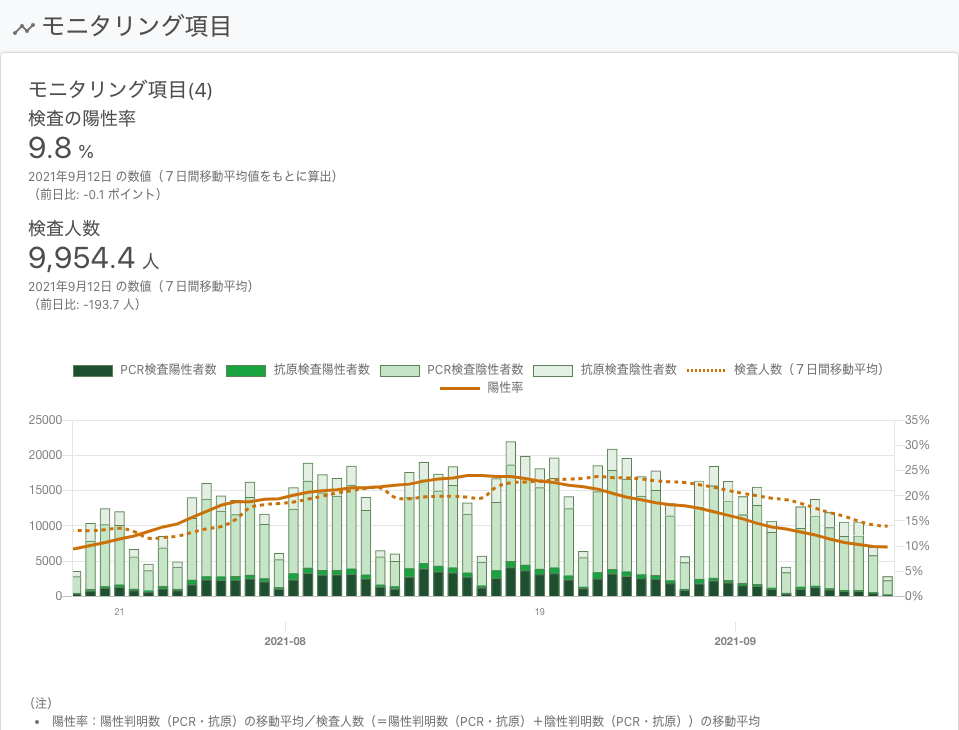 モニタリング項目
モニタリング項目(4)
検査の陽性率
9.8 %
2021年9月12日 の数値（７日間移動平均値をもとに算出）
（前日比: -0.1 ポイント）
検査人数
9,954.4 人
2021年9月12日 の数値（７日間移動平均）
（前日比: -193.7 人）
PCR検査陽性者数 抗原検査陽性者数 PCR検査陰性者数 抗原検査陰性者数 検査人数（７日間移動平均）
陽性率
25000 35%
30%
20000
25%
15000 20%
15%
10000
10%
5000
5%
0 0%
21 19
2021-08 2021-09
（注）
• 陽性率：陽性判明数（PCR・抗原）の移動平均／検査人数（＝陽性判明数（PCR・抗原）＋陰性判明数（PCR・抗原））の移動平均